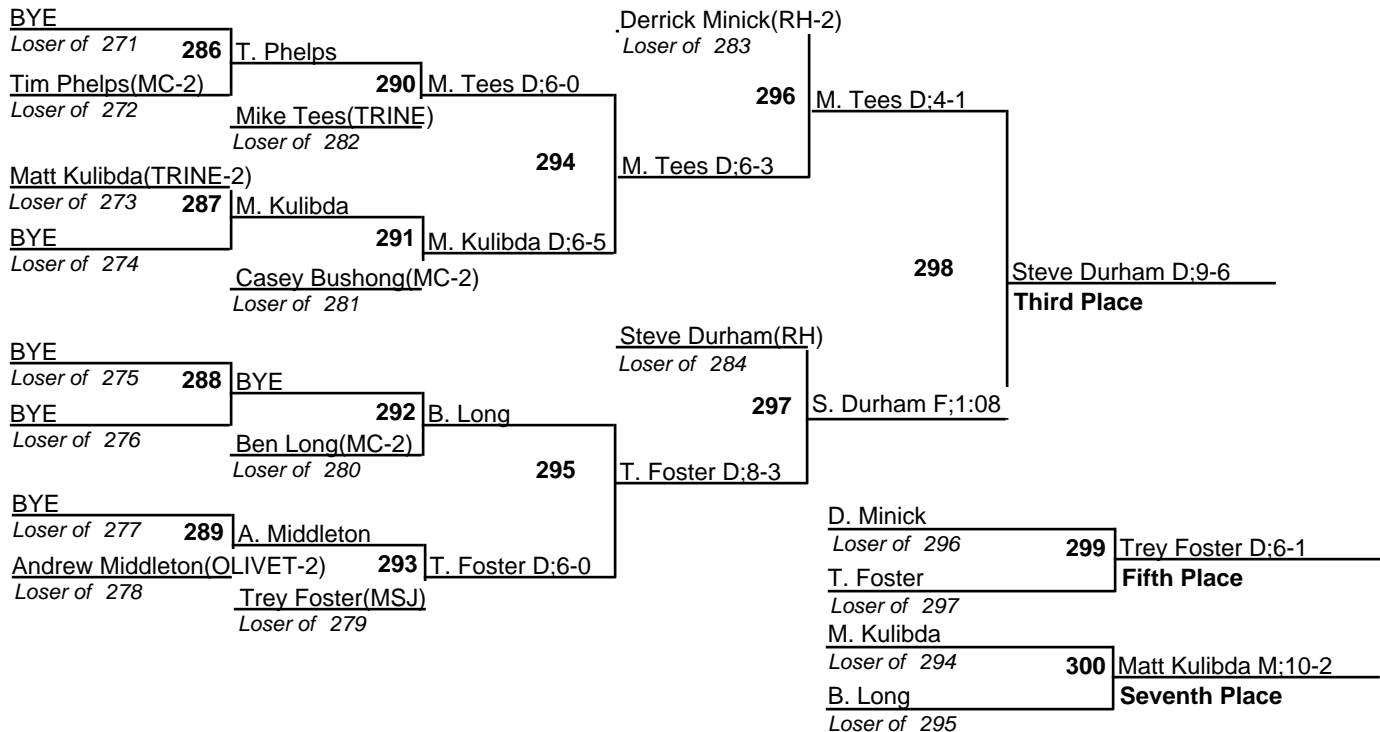 BYE
Loser of 271
286
T. Phelps
Tim Phelps(MC-2)
Loser of 272
290
M. Tees D;6-0
Mike Tees(TRINE)
Loser of 282
Matt Kulibda(TRINE-2)
Loser of 273
287
M. Kulibda
BYE
Loser of 274
291
M. Kulibda D;6-5
Casey Bushong(MC-2)
Loser of 281
294
M. Tees D;6-3
Derrick Minick(RH-2)
Loser of 283
296
M. Tees D;4-1
BYE
Loser of 275
288
BYE
BYE
Loser of 276
292
B. Long
Ben Long(MC-2)
Loser of 280
BYE
Loser of 277
289
A. Middleton
Andrew Middleton(OLIVET-2)
Loser of 278
293
T. Foster D;6-0
Trey Foster(MSJ)
Loser of 279
295
T. Foster D;8-3
Steve Durham(RH)
Loser of 284
297
S. Durham F;1:08
298
Steve Durham D;9-6
Third Place
D. Minick
Loser of 296
299
Trey Foster D;6-1
Fifth Place
T. Foster
Loser of 297
M. Kulibda
Loser of 294
300
Matt Kulibda M;10-2
Seventh Place
B. Long
Loser of 295